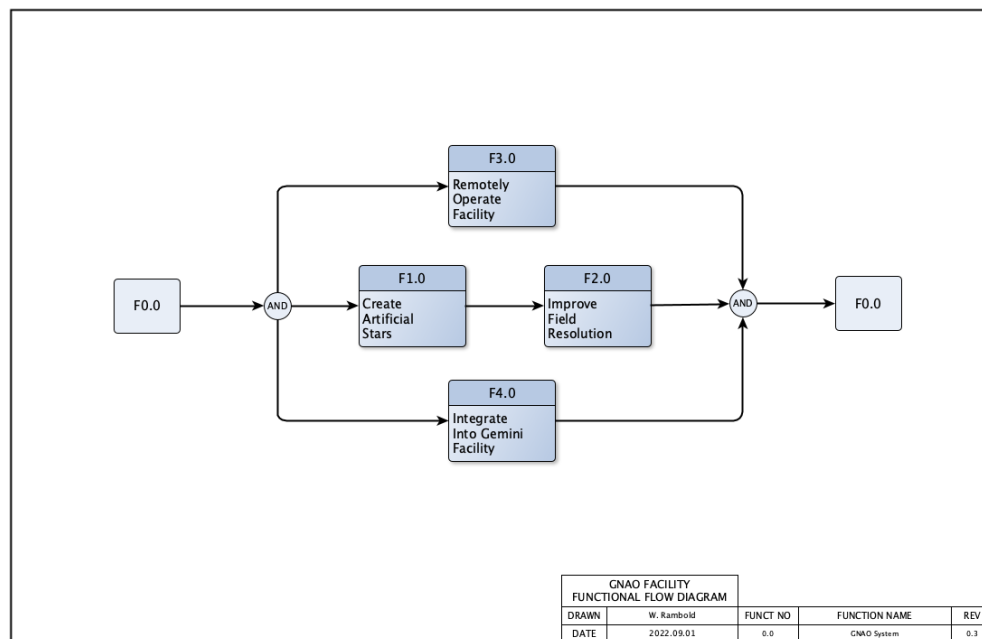 F3.0
Remotely
Operate
Facility
F0.0
AND
F1.0
Create
Artificial
Stars
F2.0
Improve
Field
Resolution
AND
F0.0
F4.0
Integrate
Into Gemini
Facility
GNAO FACILITY
FUNCTIONAL FLOW DIAGRAM
DRAWN W. Rambold FUNCT NO FUNCTION NAME REV
DATE 2022.09.01 0.0 GNAO System 0.3